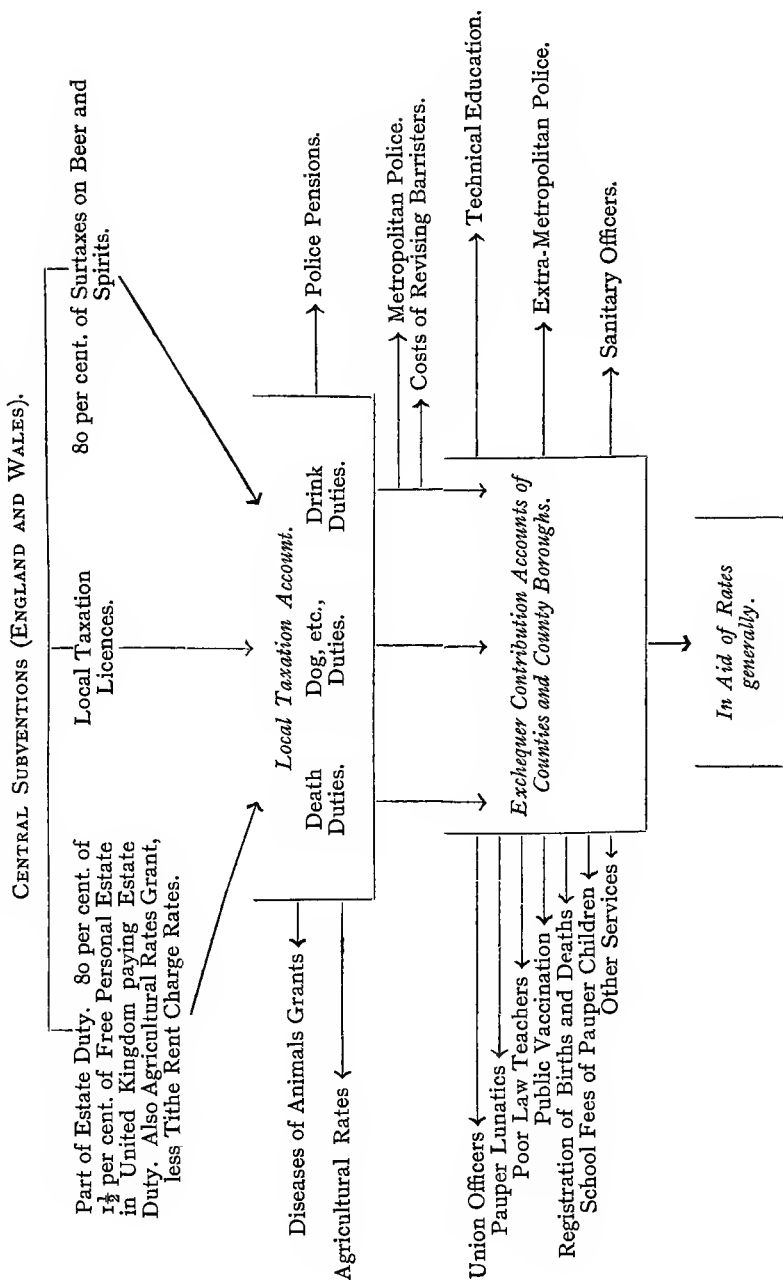 CENTRAL SUBVENTIONS (ENGLAND AND WALES).
Part of Estate Duty. 80 per cent. of
1½ per cent. of Free Personal Estate
in United Kingdom paying Estate
Duty. Also Agricultural Rates Grant,
less Tithe Rent Charge Rates.
Local Taxation
Licences.
80 per cent. of Surtaxes on Beer and
Spirits.
Local Taxation Account.
Death
Duties.
Dog, etc.,
Duties.
Drink
Duties.
Diseases of Animals Grants
Agricultural Rates
Police Pensions.
Metropolitan Police.
Costs of Revising Barristers.
Exchequer Contribution Accounts of
Counties and County Boroughs.
Union Officers
Pauper Lunatics
Poor Law Teachers
Public Vaccination
Registration of Births and Deaths
School Fees of Pauper Children
Other Services
Technical Education.
Extra-Metropolitan Police.
Sanitary Officers.
In Aid of Rates
generally.